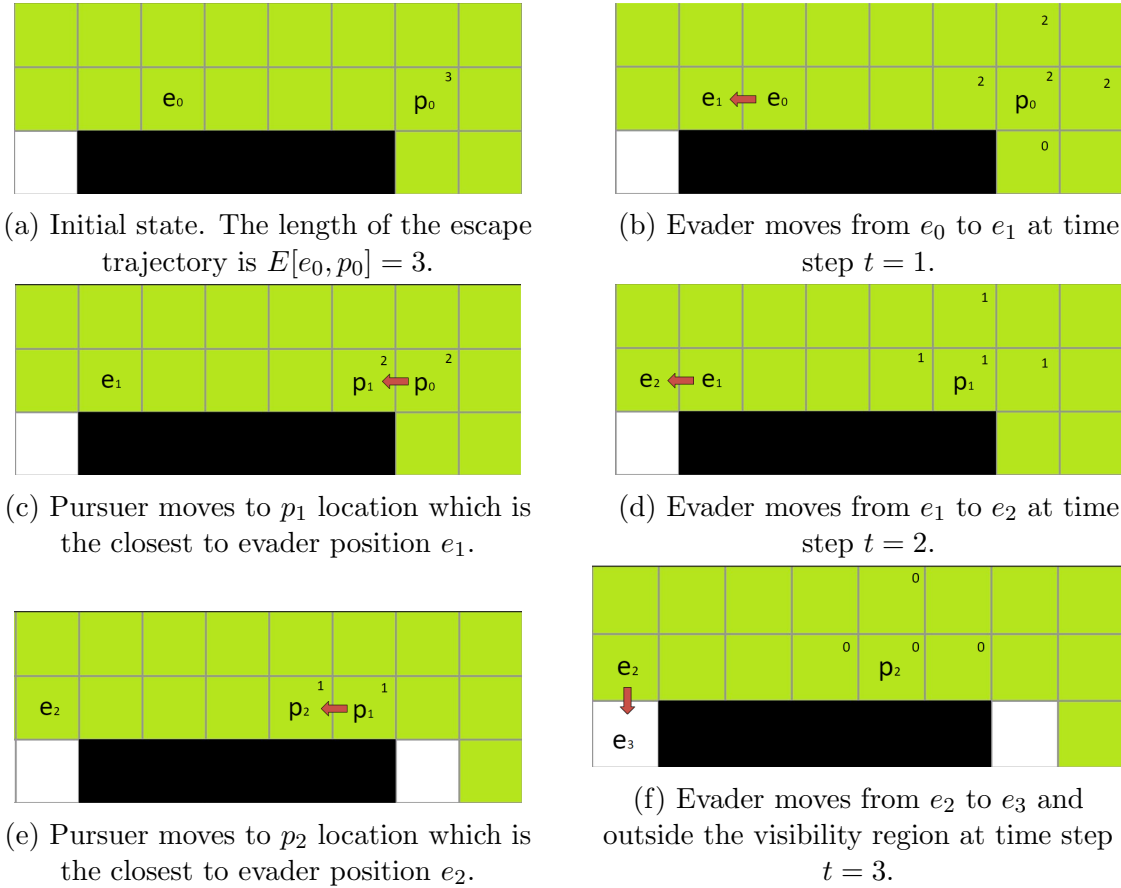 3
e₀ p₀
(a) Initial state. The length of the escape
trajectory is E[e₀, p₀] = 3.
2
2 2 2
e₁ e₀ p₀
0
(b) Evader moves from e₀ to e₁ at time
step t = 1.
2 2
e₁ p₁ p₀
(c) Pursuer moves to p₁ location which is
the closest to evader position e₁.
1
1 1 1
e₂ e₁ p₁
(d) Evader moves from e₁ to e₂ at time
step t = 2.
1 1
e₂ p₂ p₁
(e) Pursuer moves to p₂ location which is
the closest to evader position e₂.
0
0 0 0
e₂ p₂
e₃
(f) Evader moves from e₂ to e₃ and
outside the visibility region at time step
t = 3.